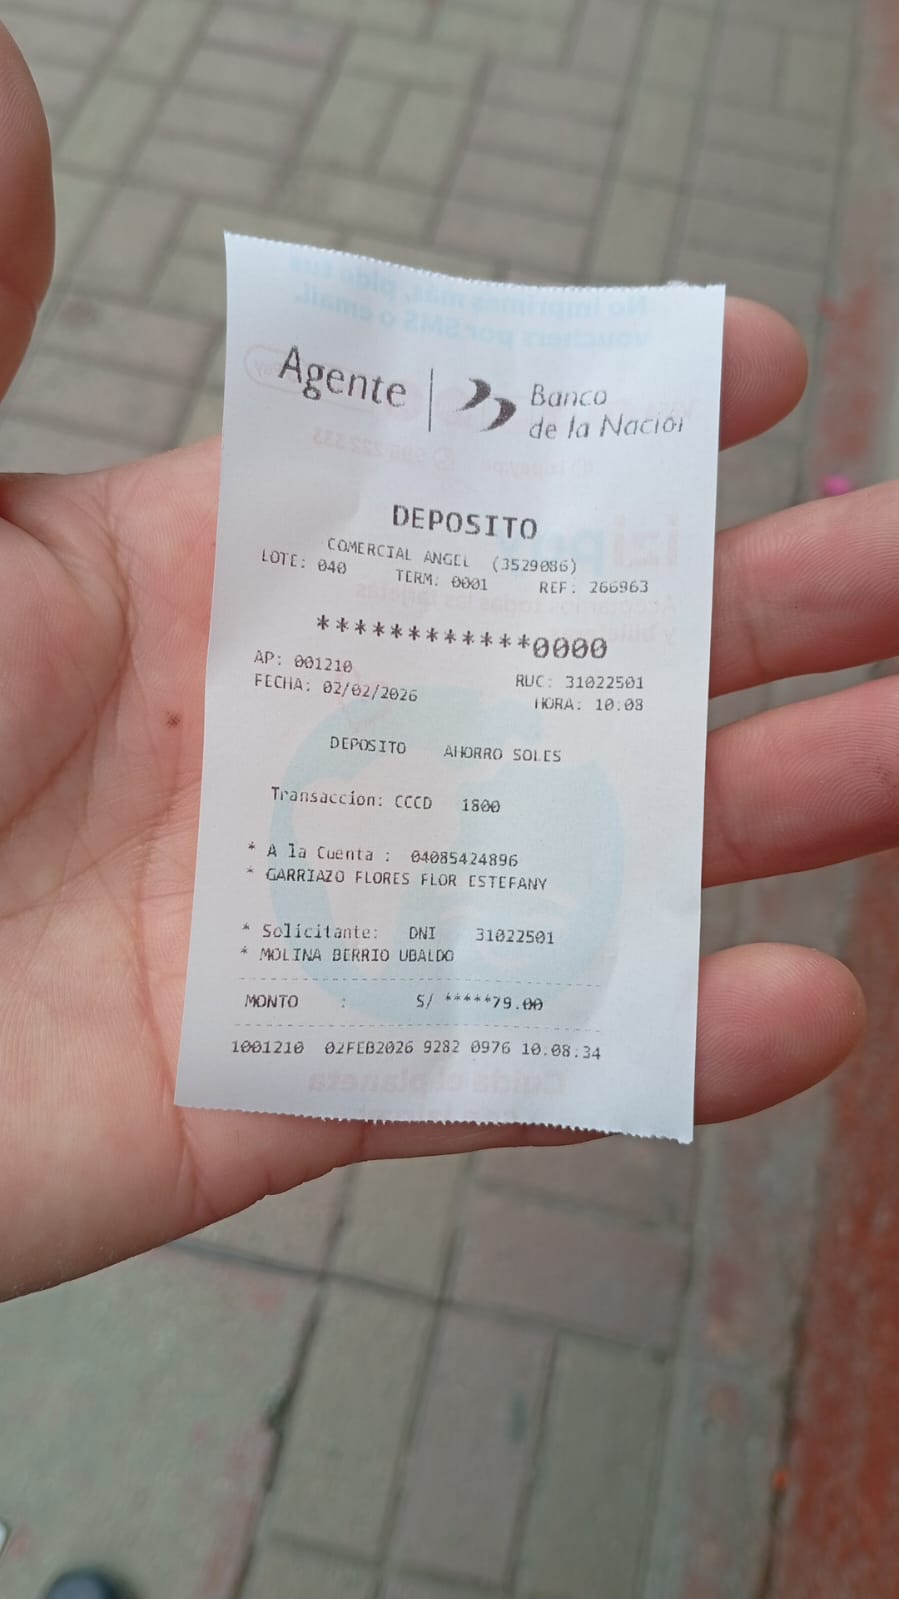 Agente | Banco
de la Nación
DEPOSITO
COMERCIAL ANGEL (3529086)
LOTE: 040 TERM: 0001 REF: 266963
************0000
AP: 001210 RUC: 31022501
FECHA: 02/02/2026 HORA: 10:08
DEPOSITO AHORRO SOLES
Transaccion: CCCD 1800
* A la Cuenta : 04085424896
* GARRIAZO FLORES FLOR ESTEFANY
* Solicitante: DNI 31022501
* MOLINA BERRIO UBALDO
MONTO : S/ *****79.00
1001210 02FEB2026 9282 0976 10.08:34